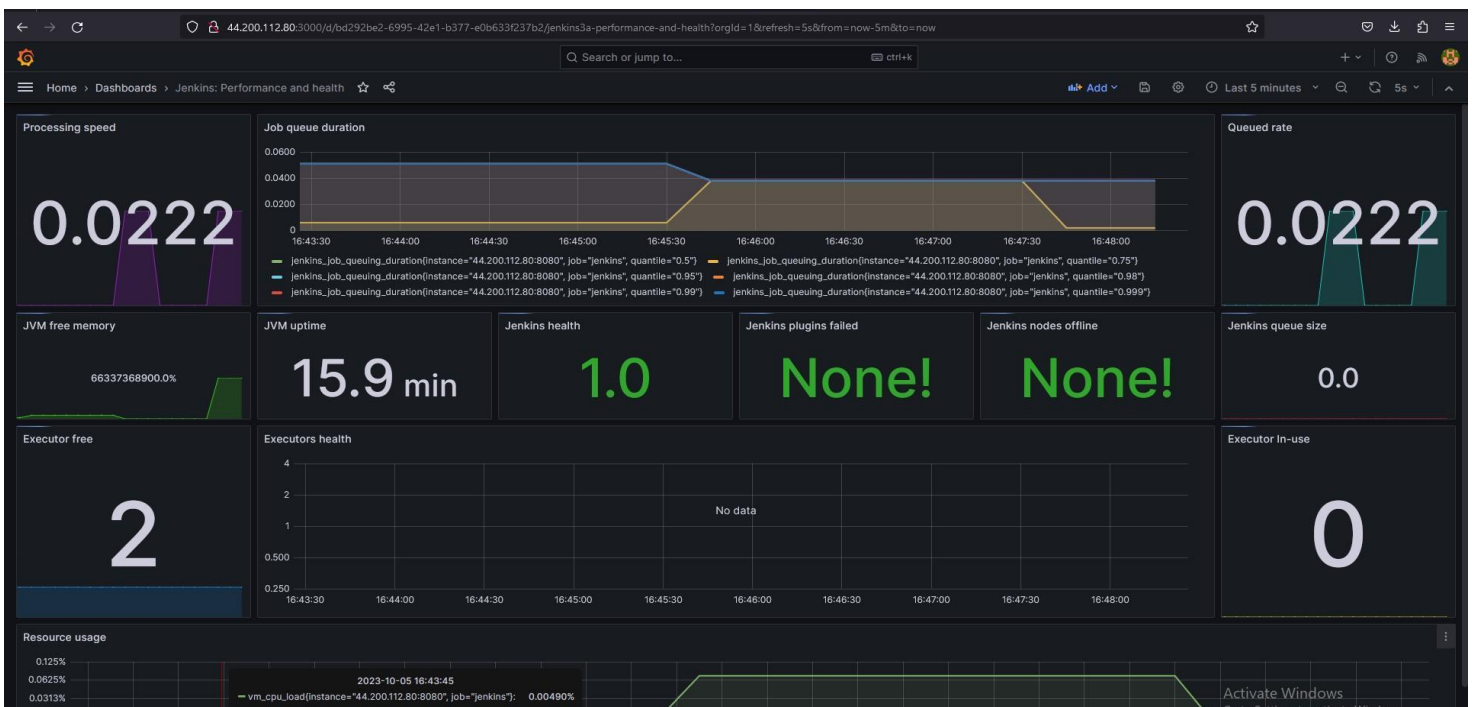 44.200.112.80:3000/d/bd292be2-6995-42e1-b377-e0b633f237b2/jenkins3a-performance-and-health?orgId=1&refresh=5s&from=now-5m&to=now
Search or jump to... ctrl+k
Home › Dashboards › Jenkins: Performance and health
Add
Last 5 minutes
5s
Processing speed
0.0222
Job queue duration
0.0600
0.0400
0.0200
0
16:43:30 16:44:00 16:44:30 16:45:00 16:45:30 16:46:00 16:46:30 16:47:00 16:47:30 16:48:00
jenkins_job_queuing_duration{instance="44.200.112.80:8080", job="jenkins", quantile="0.5"} jenkins_job_queuing_duration{instance="44.200.112.80:8080", job="jenkins", quantile="0.75"}
jenkins_job_queuing_duration{instance="44.200.112.80:8080", job="jenkins", quantile="0.95"} jenkins_job_queuing_duration{instance="44.200.112.80:8080", job="jenkins", quantile="0.98"}
jenkins_job_queuing_duration{instance="44.200.112.80:8080", job="jenkins", quantile="0.99"} jenkins_job_queuing_duration{instance="44.200.112.80:8080", job="jenkins", quantile="0.999"}
Queued rate
0.0222
JVM free memory
66337368900.0%
JVM uptime
15.9 min
Jenkins health
1.0
Jenkins plugins failed
None!
Jenkins nodes offline
None!
Jenkins queue size
0.0
Executor free
2
Executors health
4
2
1
0.500
0.250
No data
16:43:30 16:44:00 16:44:30 16:45:00 16:45:30 16:46:00 16:46:30 16:47:00 16:47:30 16:48:00
Executor In-use
0
Resource usage
0.125%
0.0625%
0.0313%
2023-10-05 16:43:45
vm_cpu_load{instance="44.200.112.80:8080", job="jenkins"}: 0.00490%
Activate Windows